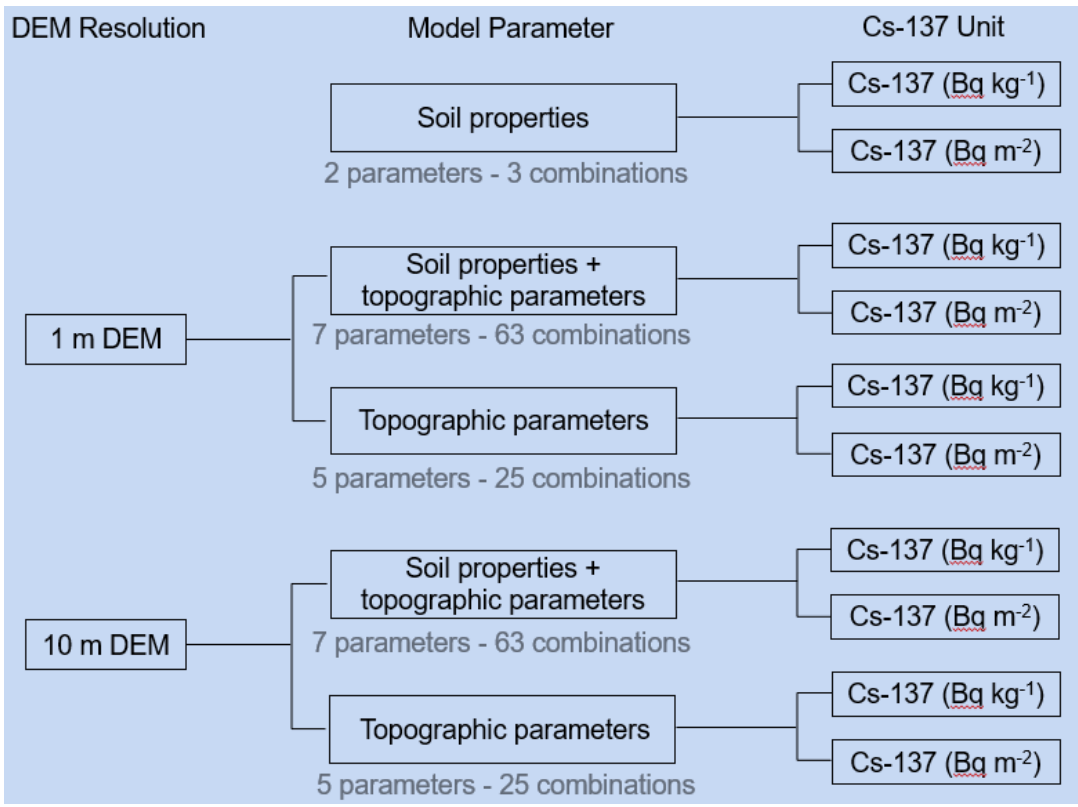 DEM Resolution Model Parameter Cs-137 Unit
Soil properties
2 parameters - 3 combinations
Cs-137 (Bq kg⁻¹)
Cs-137 (Bq m⁻²)
1 m DEM
Soil properties +
topographic parameters
7 parameters - 63 combinations
Cs-137 (Bq kg⁻¹)
Cs-137 (Bq m⁻²)
Topographic parameters
5 parameters - 25 combinations
Cs-137 (Bq kg⁻¹)
Cs-137 (Bq m⁻²)
10 m DEM
Soil properties +
topographic parameters
7 parameters - 63 combinations
Cs-137 (Bq kg⁻¹)
Cs-137 (Bq m⁻²)
Topographic parameters
5 parameters - 25 combinations
Cs-137 (Bq kg⁻¹)
Cs-137 (Bq m⁻²)